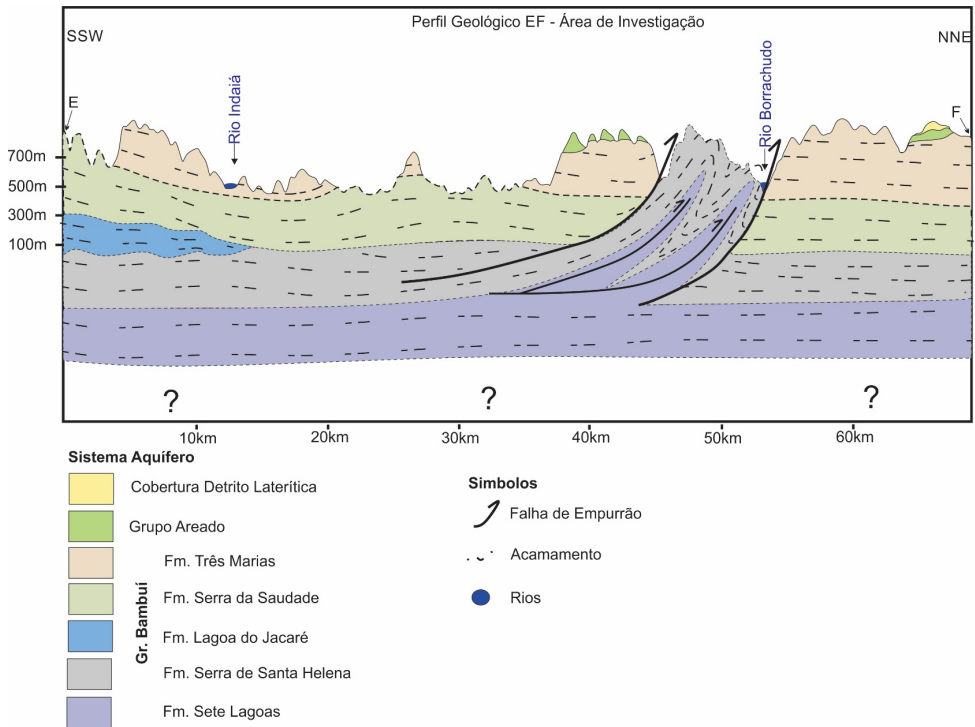 Perfil Geológico EF - Área de Investigação
SSW
NNE
E
Rio Indaiá
Rio Borrachudo
F
700m
500m
300m
100m
?
?
?
10km
20km
30km
40km
50km
60km
Sistema Aquífero
Cobertura Detrito Laterítica
Grupo Areado
Gr. Bambuí
Fm. Três Marias
Fm. Serra da Saudade
Fm. Lagoa do Jacaré
Fm. Serra de Santa Helena
Fm. Sete Lagoas
Simbolos
Falha de Empurrão
Acamamento
Rios